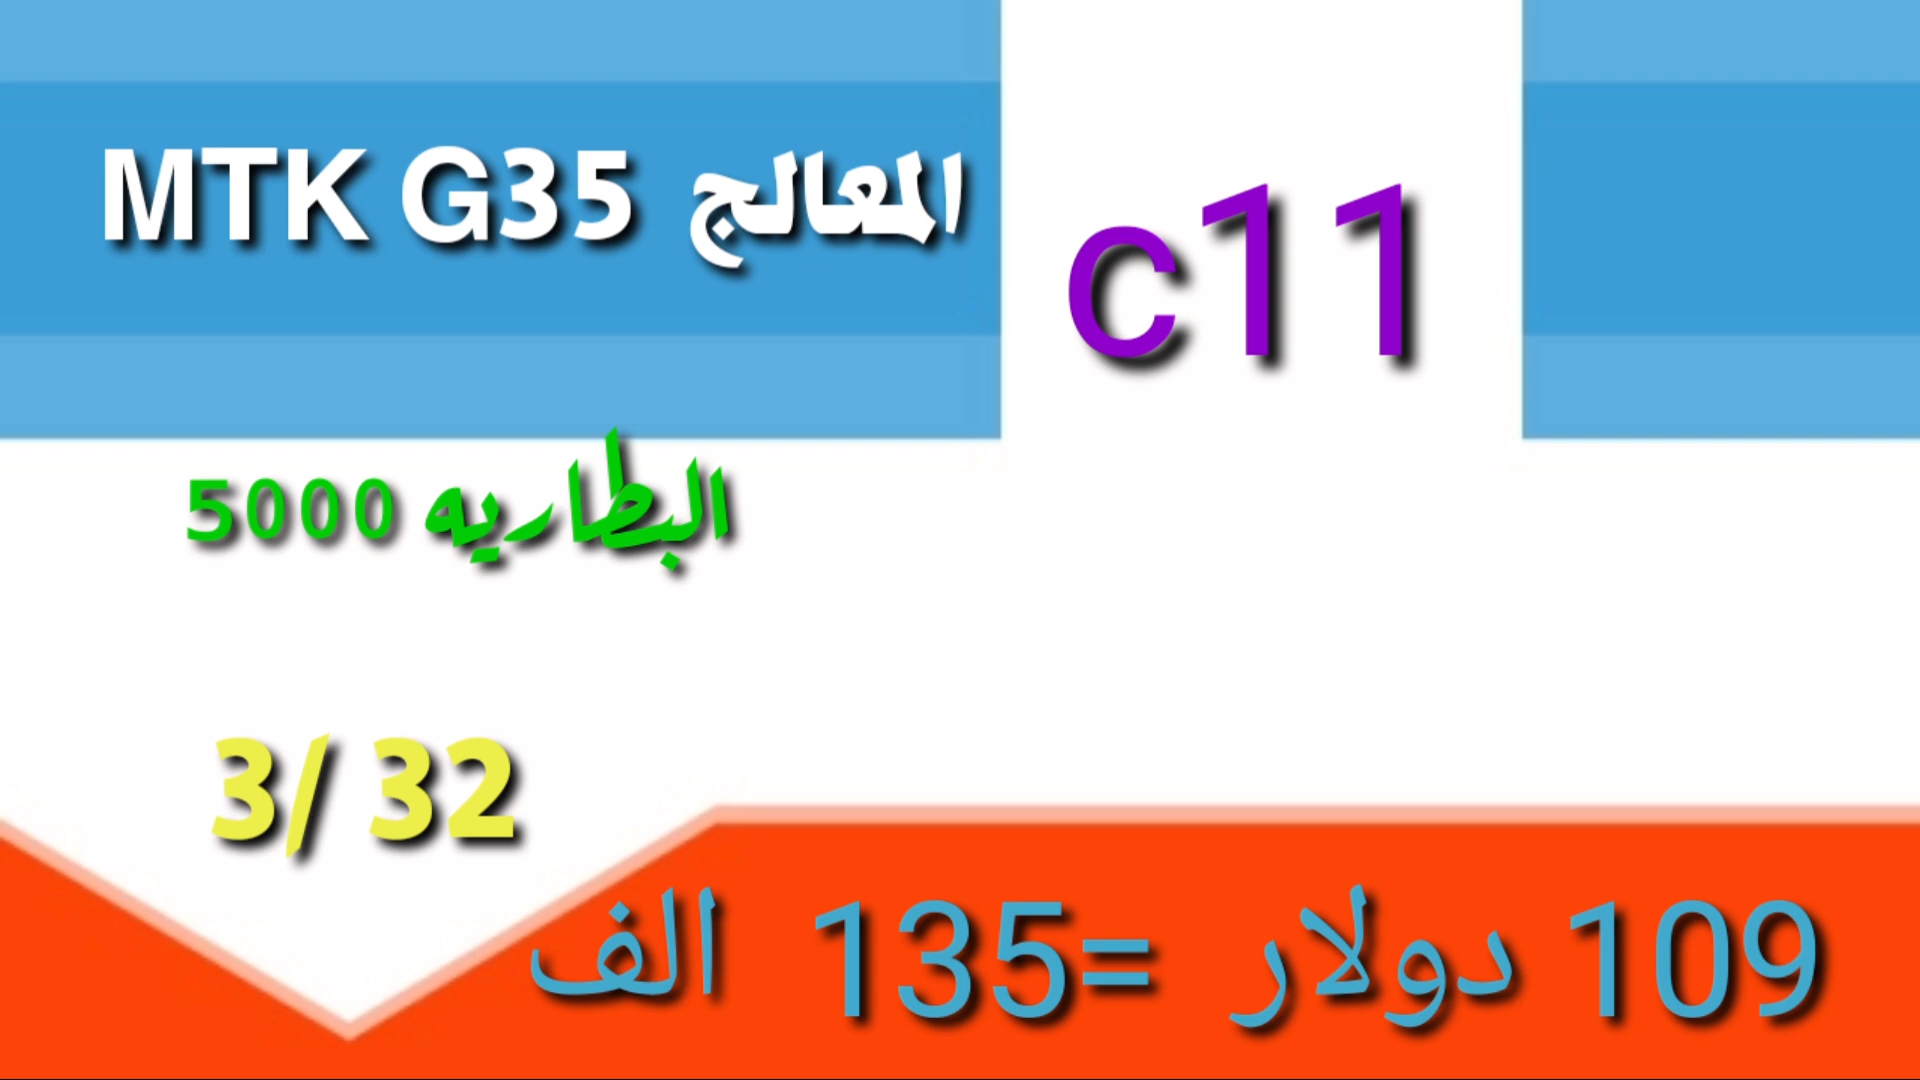 المعالج MTK G35
c11
البطاريه 5000
3/ 32
109 دولار =135 الف